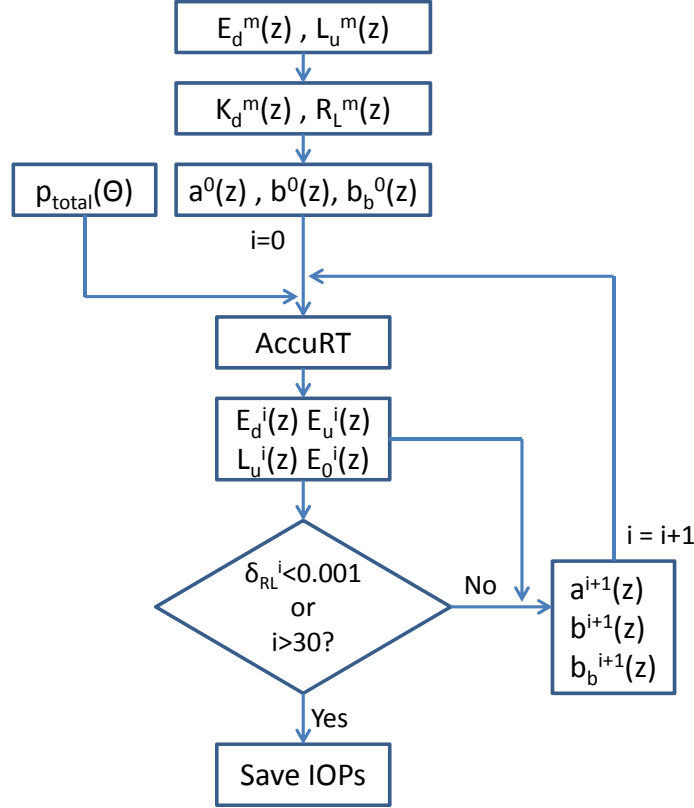 E_d^m(z) , L_u^m(z)
K_d^m(z) , R_L^m(z)
p_total(Θ)
a^0(z) , b^0(z), b_b^0(z)
i=0
AccuRT
E_d^i(z) E_u^i(z)
L_u^i(z) E_0^i(z)
i = i+1
δ_RL^i<0.001
or
i>30?
No
a^{i+1}(z)
b^{i+1}(z)
b_b^{i+1}(z)
Yes
Save IOPs